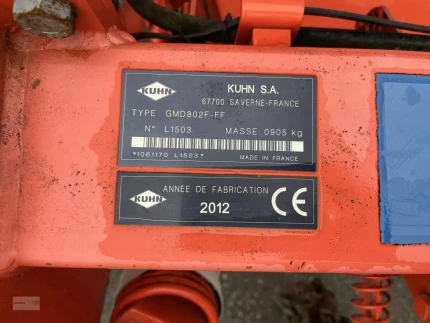 KUHN
KUHN S.A.
67700 SAVERNE-FRANCE
TYPE GMD802F-FF
N° L1503 MASSE 0905 kg
*1061170 L1503*
MADE IN FRANCE
KUHN
ANNÉE DE FABRICATION
2012
CE